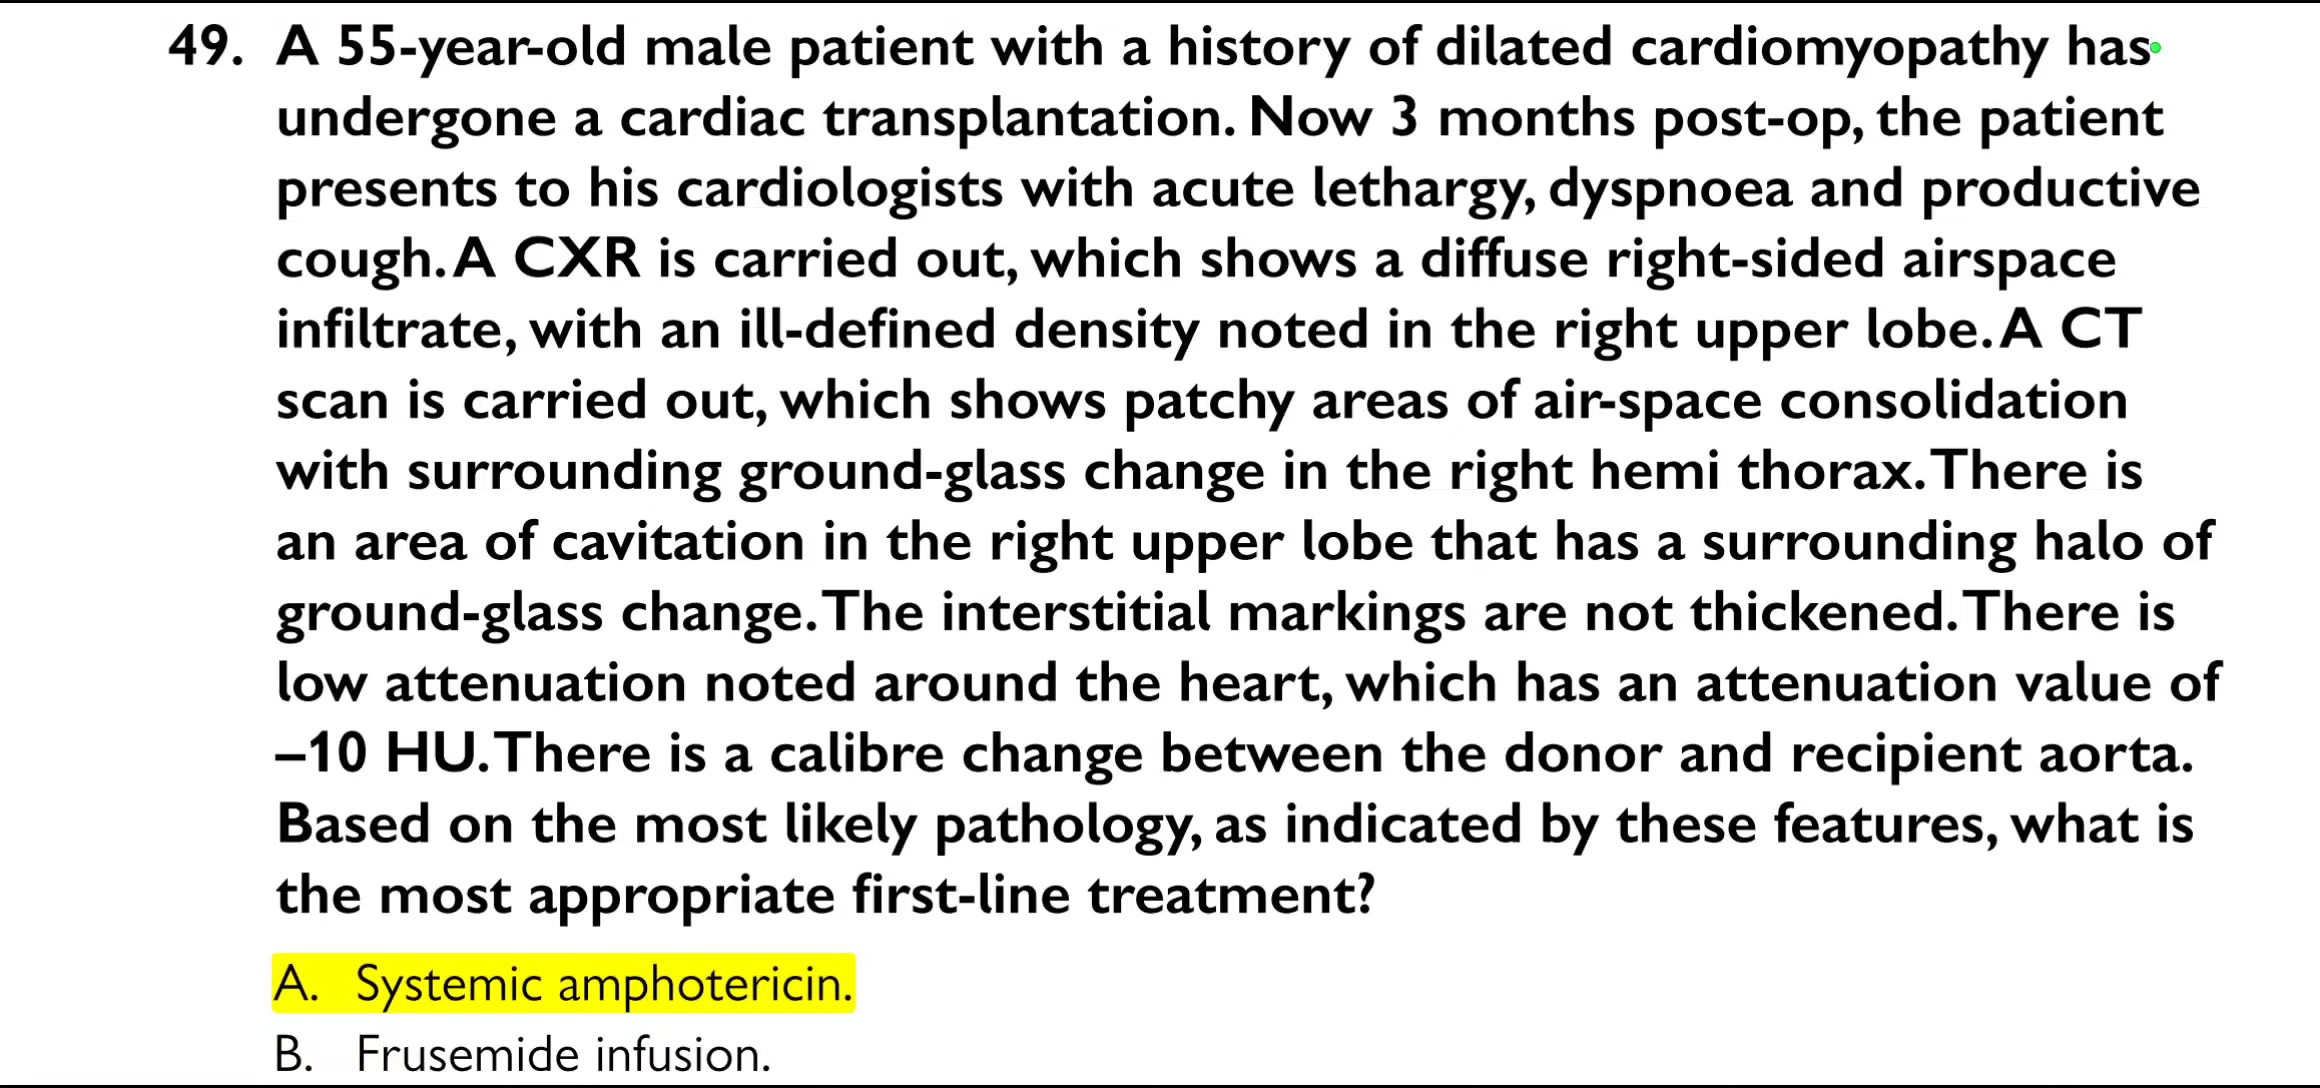 49. A 55-year-old male patient with a history of dilated cardiomyopathy has
undergone a cardiac transplantation. Now 3 months post-op, the patient
presents to his cardiologists with acute lethargy, dyspnoea and productive
cough. A CXR is carried out, which shows a diffuse right-sided airspace
infiltrate, with an ill-defined density noted in the right upper lobe. A CT
scan is carried out, which shows patchy areas of air-space consolidation
with surrounding ground-glass change in the right hemi thorax. There is
an area of cavitation in the right upper lobe that has a surrounding halo of
ground-glass change. The interstitial markings are not thickened. There is
low attenuation noted around the heart, which has an attenuation value of
–10 HU. There is a calibre change between the donor and recipient aorta.
Based on the most likely pathology, as indicated by these features, what is
the most appropriate first-line treatment?
A. Systemic amphotericin.
B. Frusemide infusion.